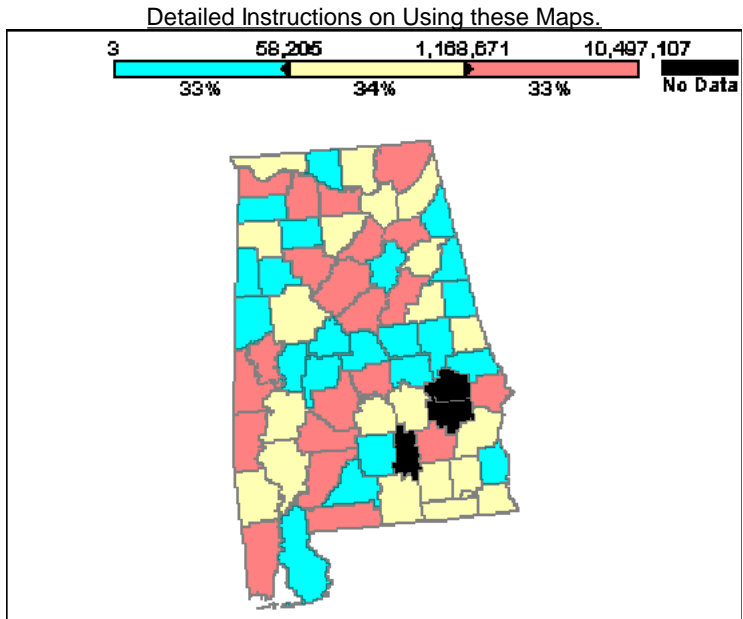 Detailed Instructions on Using these Maps.
3 58,205 1,168,671 10,497,107
33% 34% 33% No Data